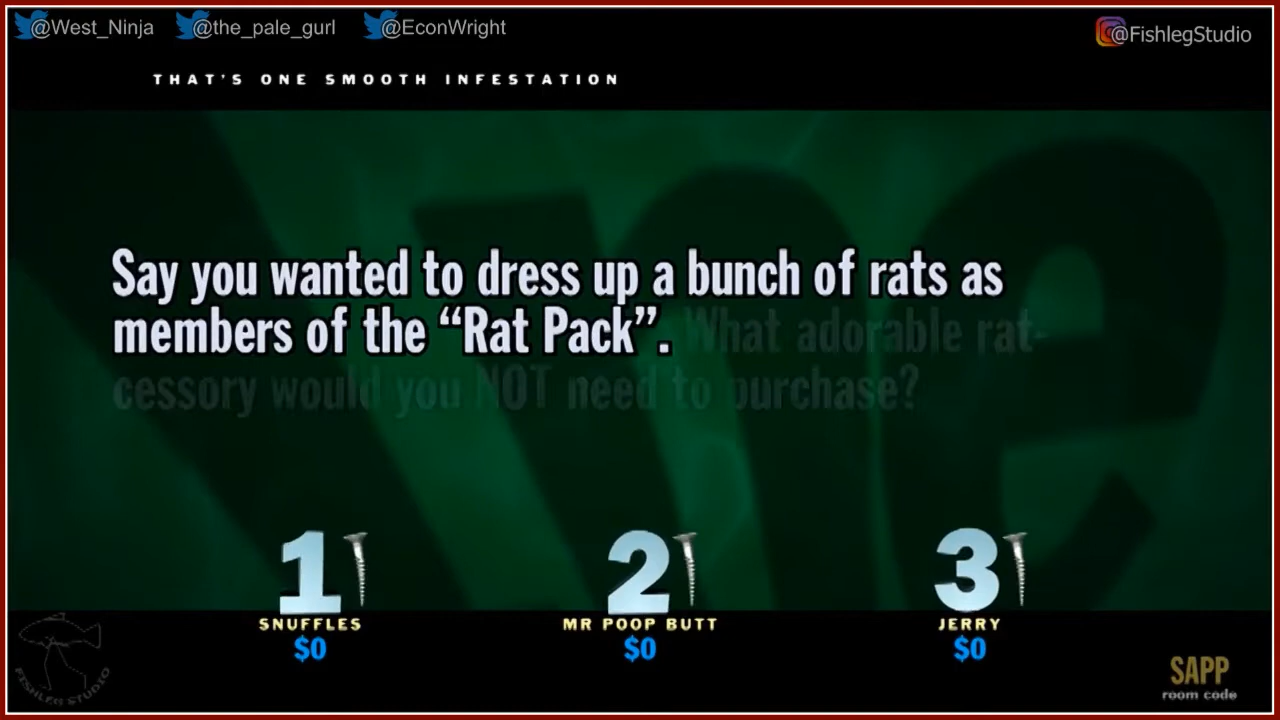 @West_Ninja @the_pale_gurl @EconWright
@FishlegStudio
THAT'S ONE SMOOTH INFESTATION
Say you wanted to dress up a bunch of rats as
members of the “Rat Pack”. What adorable rat-
cessory would you NOT need to purchase?
1 2 3
SNUFFLES MR POOP BUTT JERRY
$0 $0 $0
FISHLEG STUDIO
SAPP
room code